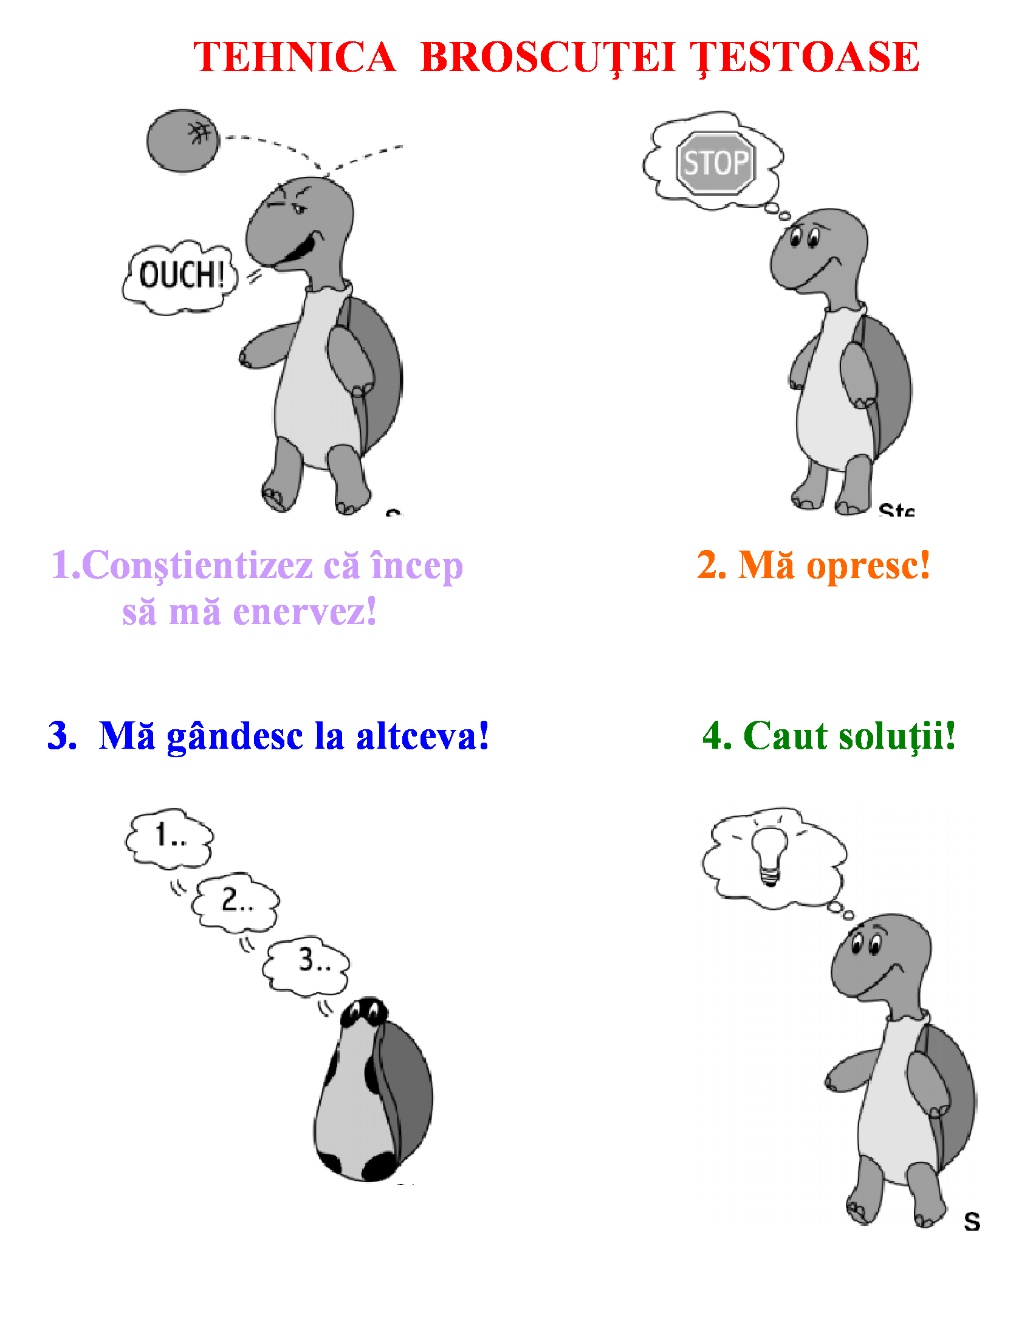 TEHNICA BROSCUŢEI ŢESTOASE
OUCH!
STOP
S
Ste
1.Conştientizez că încep
să mă enervez!
2. Mă opresc!
3. Mă gândesc la altceva!
4. Caut soluţii!
1..
2..
3..
S